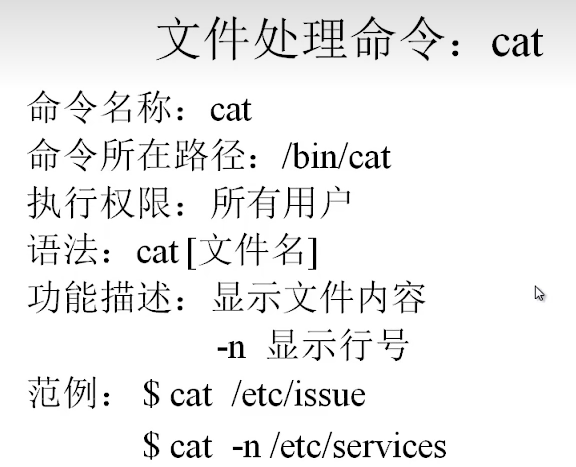 文件处理命令：cat
命令名称：cat
命令所在路径：/bin/cat
执行权限：所有用户
语法：cat [文件名]
功能描述：显示文件内容
-n 显示行号
范例： $ cat /etc/issue
$ cat -n /etc/services